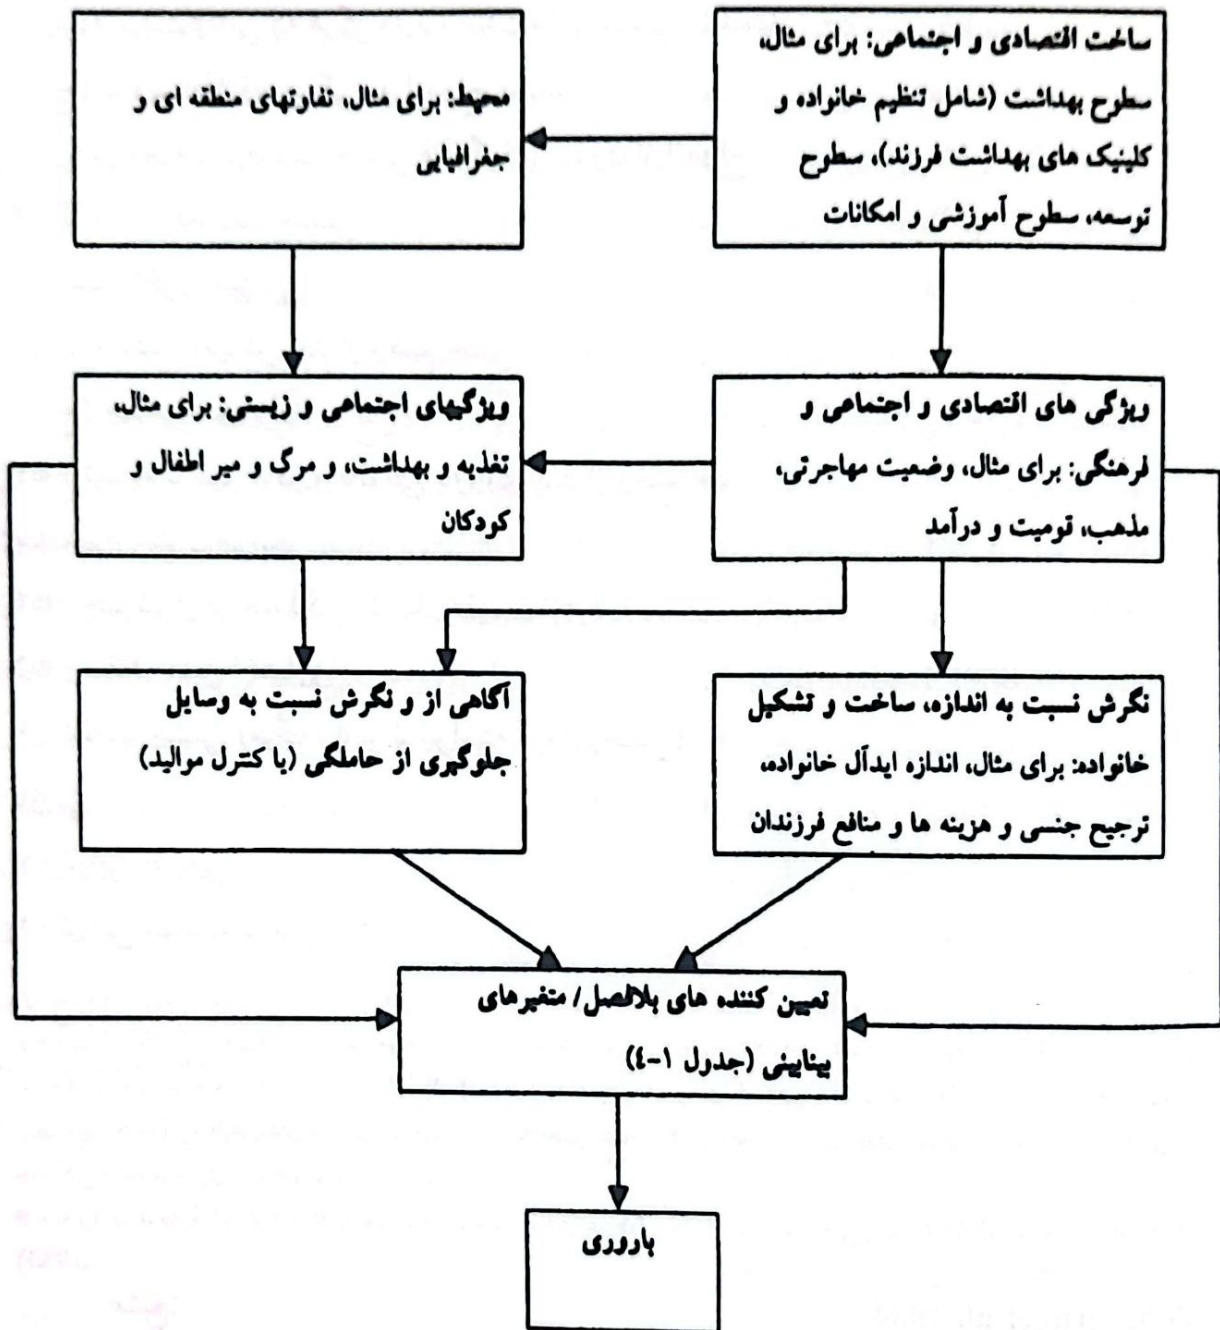 ساخت اقتصادی و اجتماعی: برای مثال،
سطوح بهداشت (شامل تنظیم خانواده و
کلینیک های بهداشت فرزند)، سطوح
توسعه، سطوح آموزشی و امکانات
محیط: برای مثال، تفاوتهای منطقه ای و
جغرافیایی
ویژگی های اقتصادی و اجتماعی و
فرهنگی: برای مثال، وضعیت مهاجرتی،
مذهب، قومیت و درآمد
ویژگیهای اجتماعی و زیستی: برای مثال،
تغذیه و بهداشت، و مرگ و میر اطفال و
کودکان
نگرش نسبت به اندازه، ساخت و تشکیل
خانواده: برای مثال، اندازه ایدآل خانواده،
ترجیح جنسی و هزینه ها و منافع فرزندان
آگاهی از و نگرش نسبت به وسایل
جلوگیری از حاملگی (یا کنترل موالید)
تعیین کننده های بلافصل/ متغیرهای
بینابینی (جدول ۱-٤)
باروری